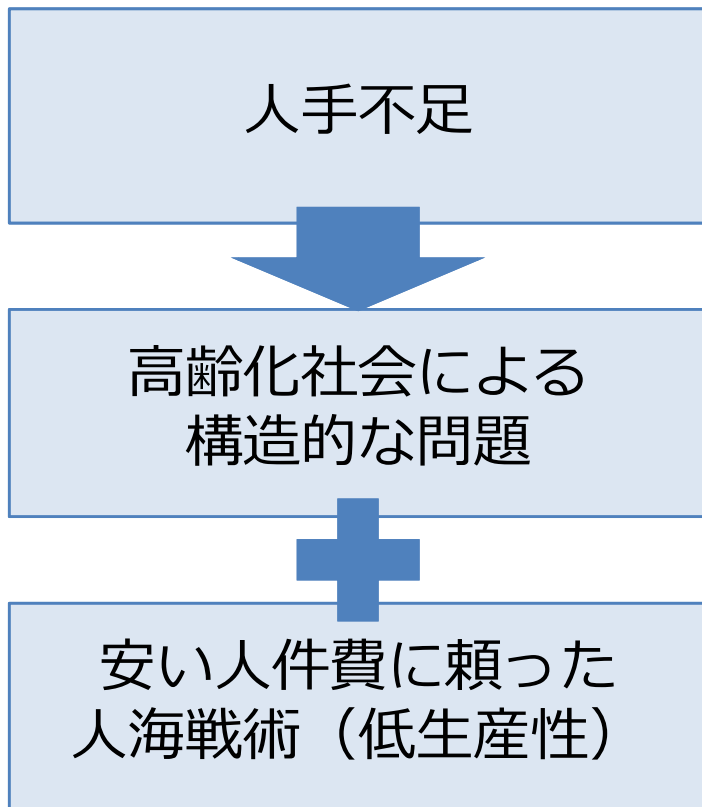 人手不足
高齢化社会による
構造的な問題
安い人件費に頼った
人海戦術（低生産性）